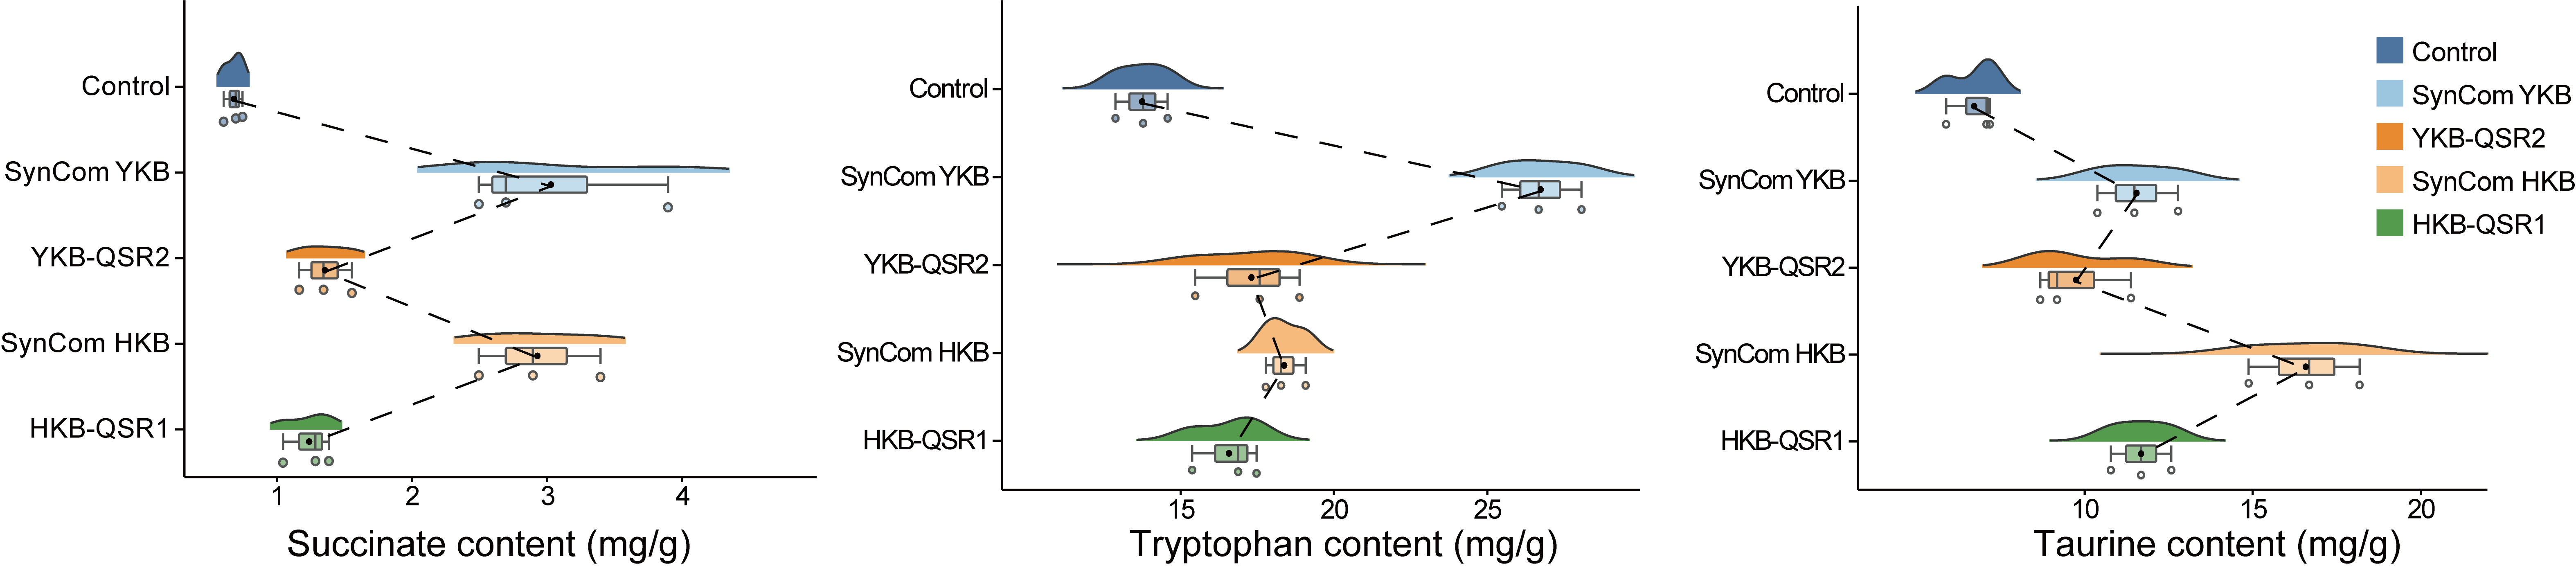 Control
SynCom YKB
YKB-QSR2
SynCom HKB
HKB-QSR1
1 2 3 4
Succinate content (mg/g)
Control
SynCom YKB
YKB-QSR2
SynCom HKB
HKB-QSR1
15 20 25
Tryptophan content (mg/g)
Control
SynCom YKB
YKB-QSR2
SynCom HKB
HKB-QSR1
10 15 20
Taurine content (mg/g)
Control
SynCom YKB
YKB-QSR2
SynCom HKB
HKB-QSR1